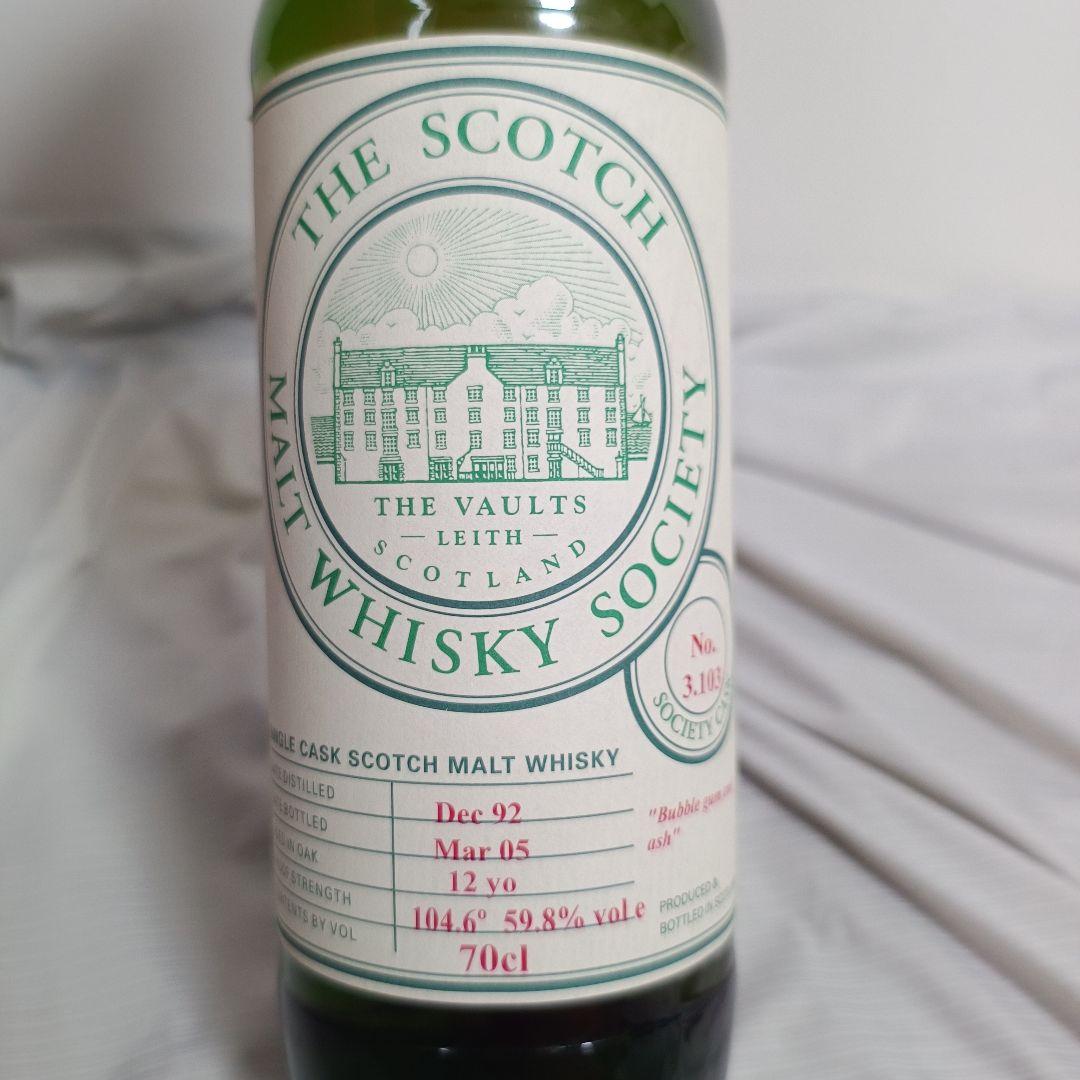 THE SCOTCH
MALT WHISKY SOCIETY
THE VAULTS
— LEITH —
SCOTLAND
No.
3.103
SOCIETY
CASK SCOTCH MALT WHISKY
DISTILLED Dec 92
BOTTLED Mar 05
IN OAK 12 yo
STRENGTH 104.6° 59.8% vol e
BY VOL 70cl
"Bubble gum
ash"
PRODUCED &
BOTTLED IN